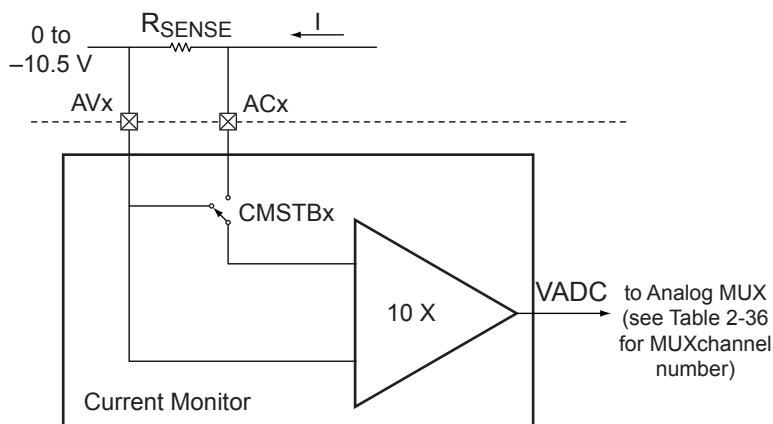 RSENSE
I
0 to
–10.5 V
AVx
ACx
CMSTBx
10 X
VADC
to Analog MUX
(see Table 2-36
for MUXchannel
number)
Current Monitor